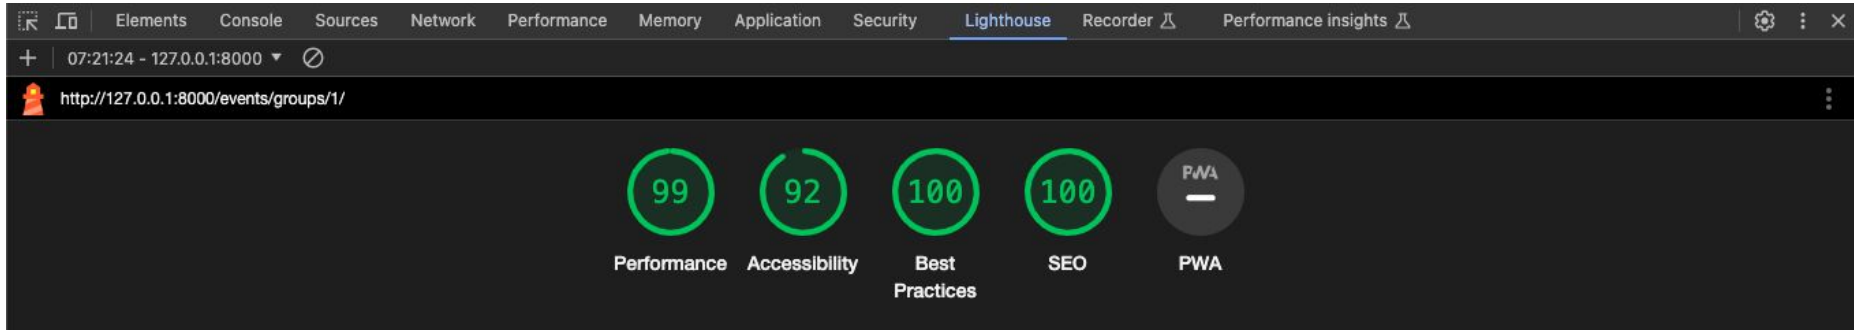 Elements Console Sources Network Performance Memory Application Security Lighthouse Recorder Performance insights
07:21:24 - 127.0.0.1:8000
http://127.0.0.1:8000/events/groups/1/
99 92 100 100 PWA
Performance Accessibility Best Practices SEO PWA